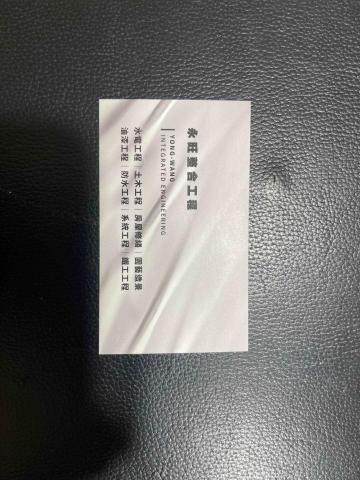 永旺整合工程
YONG-WANG
INTEGRATED ENGINEERING
水電工程｜土木工程｜房屋修繕｜園藝造景
油漆工程｜防水工程｜系統工程｜鐵工工程